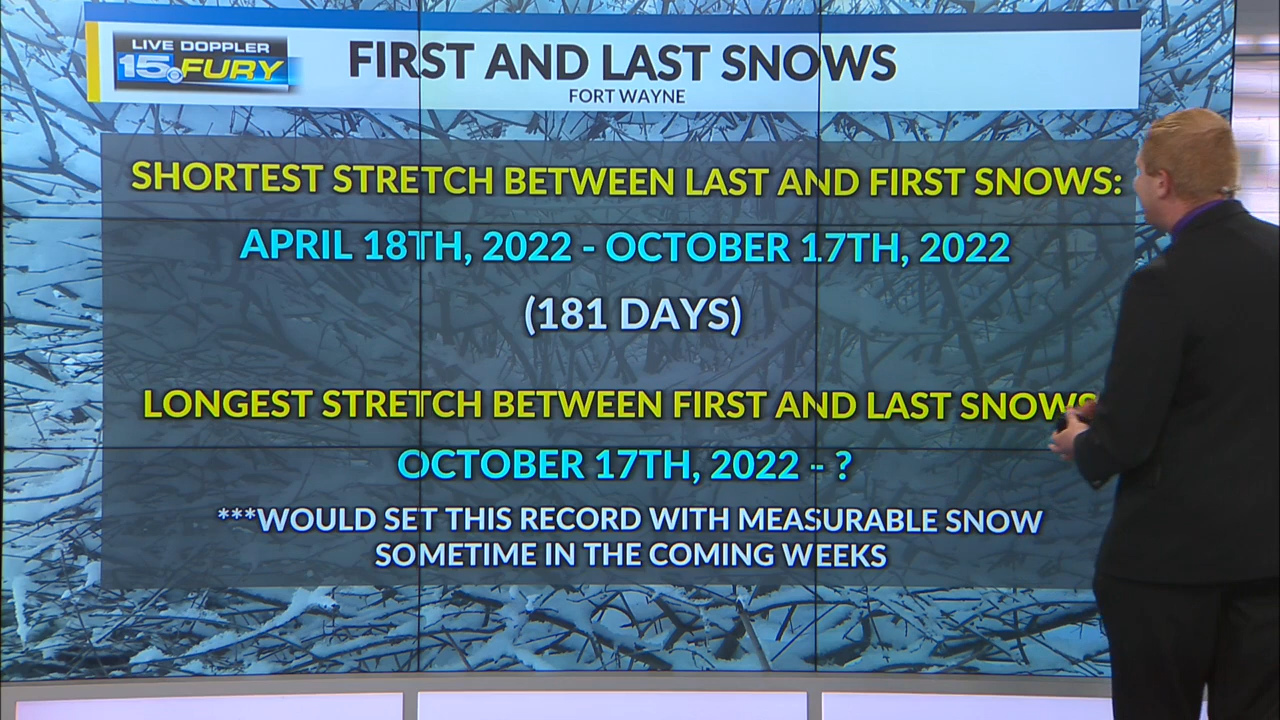 LIVE DOPPLER
15 FURY
FIRST AND LAST SNOWS
FORT WAYNE
SHORTEST STRETCH BETWEEN LAST AND FIRST SNOWS:
APRIL 18TH, 2022 - OCTOBER 17TH, 2022
(181 DAYS)
LONGEST STRETCH BETWEEN FIRST AND LAST SNOWS
OCTOBER 17TH, 2022 - ?
***WOULD SET THIS RECORD WITH MEASURABLE SNOW
SOMETIME IN THE COMING WEEKS